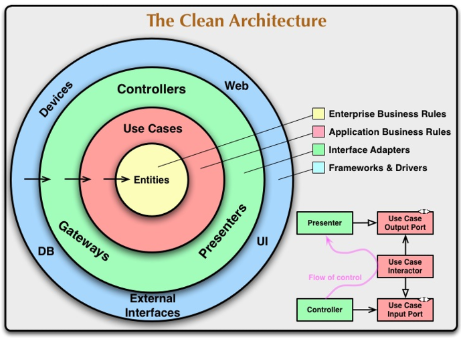 The Clean Architecture
Devices
Web
Controllers
Use Cases
Entities
Gateways
Presenters
DB
UI
External
Interfaces
Enterprise Business Rules
Application Business Rules
Interface Adapters
Frameworks & Drivers
Presenter
Use Case
Output Port
Use Case
Interactor
Flow of control
Controller
Use Case
Input Port